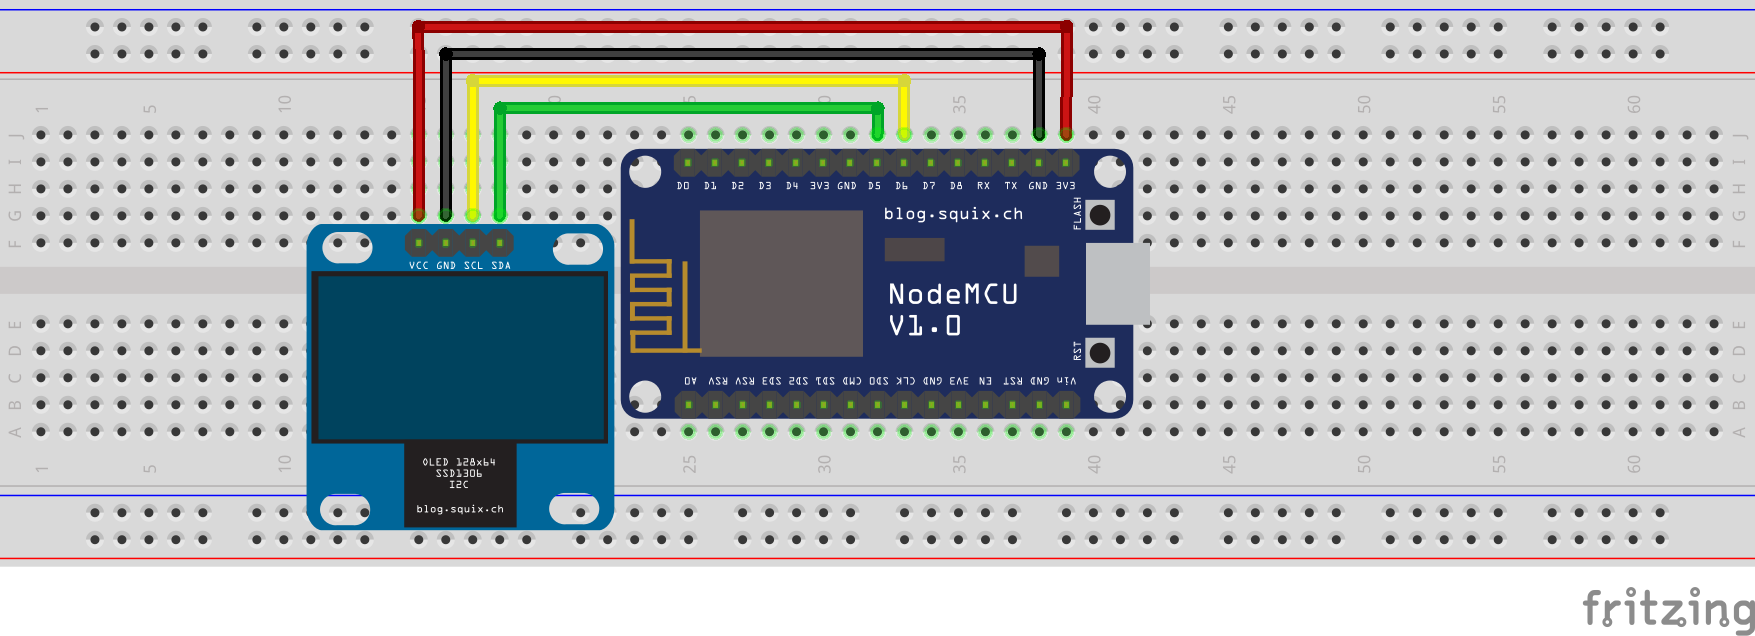 1 5 10 35 40 45 50 55 60
J J
I I
H H
G G
F F
D0 D1 D2 D3 D4 3V3 GND D5 D6 D7 D8 RX TX GND 3V3
blog.squix.ch
FLASH
VCC GND SCL SDA
NodeMCU
V1.0
RST
E E
D D
C C
B B
A A
A0 RSV RSV SD3 SD2 SD1 CMD SD0 CLK GND 3V3 EN RST GND Vin
OLED 128x64
SSD1306
I2C
blog.squix.ch
1 5 10 25 30 35 40 45 50 55 60
fritzing